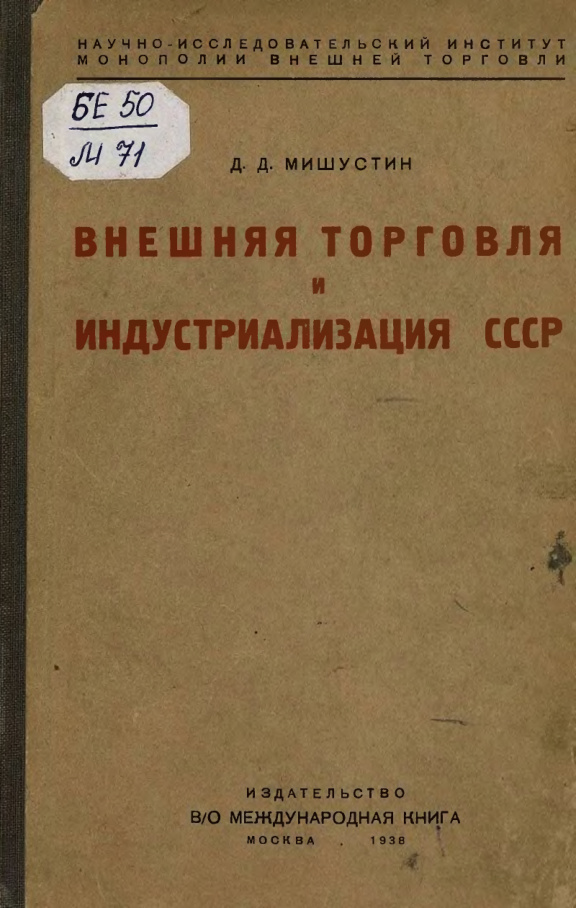 НАУЧНО-ИССЛЕДОВАТЕЛЬСКИЙ ИНСТИТУТ
МОНОПОЛИИ ВНЕШНЕЙ ТОРГОВЛИ
БЕ 50
М 71
Д. Д. МИШУСТИН
ВНЕШНЯЯ ТОРГОВЛЯ
И
ИНДУСТРИАЛИЗАЦИЯ СССР
ИЗДАТЕЛЬСТВО
В/О МЕЖДУНАРОДНАЯ КНИГА
МОСКВА . 1938